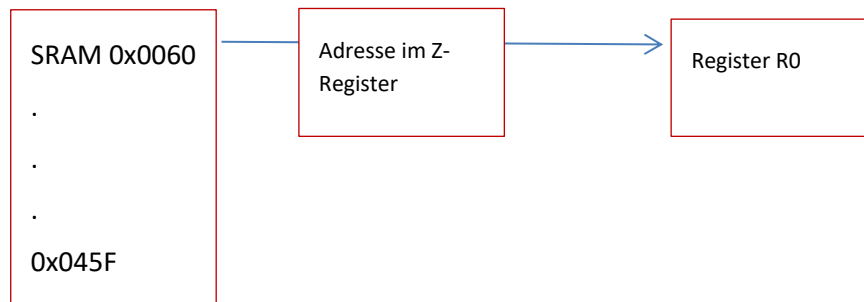 SRAM 0x0060
.
.
.
0x045F
Adresse im Z-
Register
Register R0